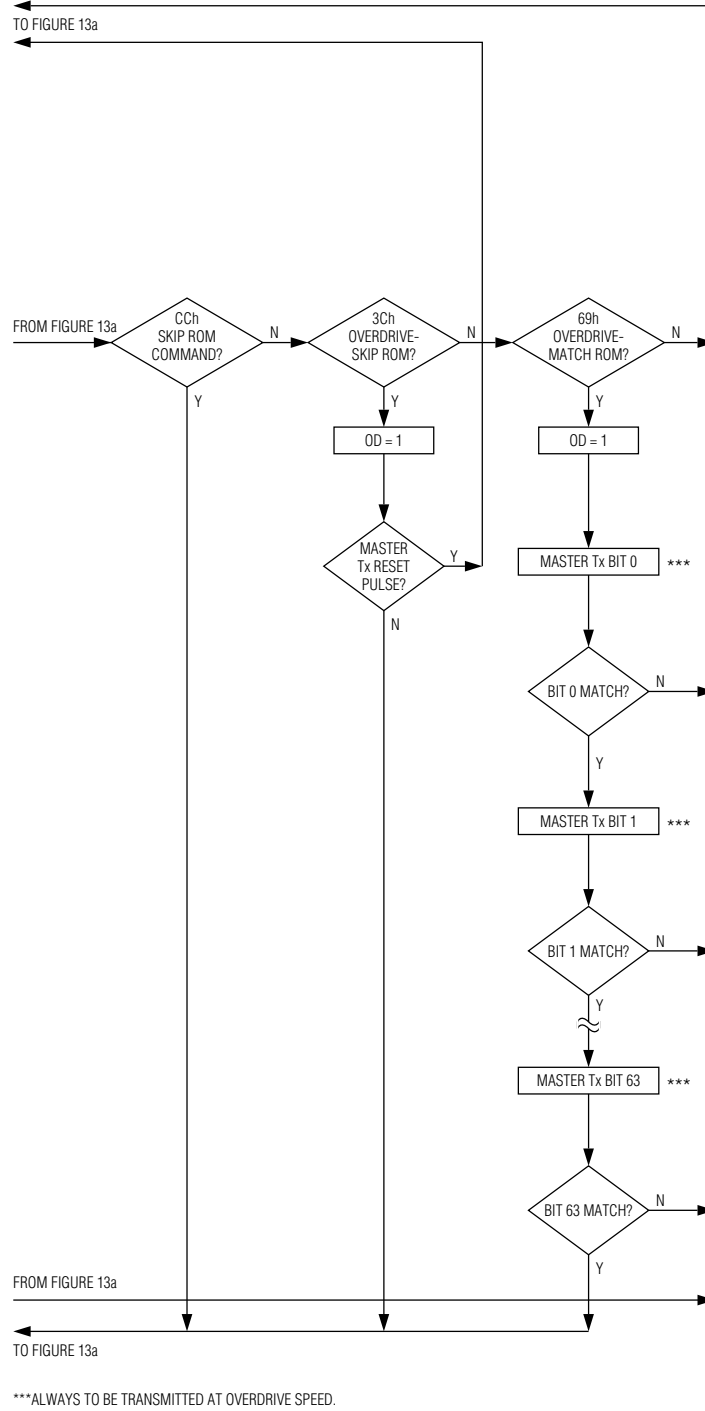 TO FIGURE 13a
FROM FIGURE 13a
CCh
SKIP ROM
COMMAND?
N
Y
3Ch
OVERDRIVE-
SKIP ROM?
N
Y
OD = 1
MASTER
Tx RESET
PULSE?
Y
N
69h
OVERDRIVE-
MATCH ROM?
N
Y
OD = 1
MASTER Tx BIT 0
***
BIT 0 MATCH?
N
Y
MASTER Tx BIT 1
***
BIT 1 MATCH?
N
Y
MASTER Tx BIT 63
***
BIT 63 MATCH?
N
Y
FROM FIGURE 13a
TO FIGURE 13a
***ALWAYS TO BE TRANSMITTED AT OVERDRIVE SPEED.